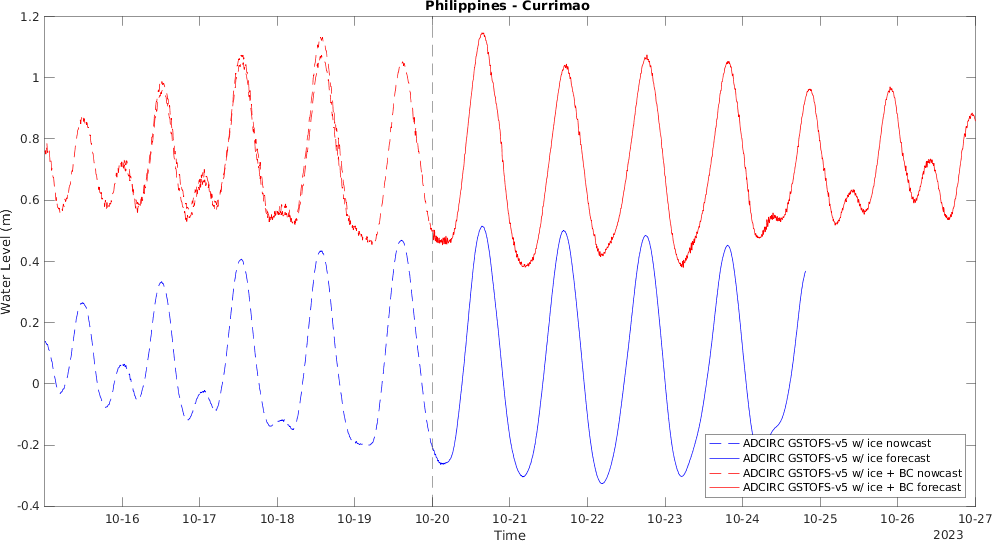 Philippines - Currimao
1.2
1
0.8
0.6
0.4
0.2
0
-0.2
-0.4
Water Level (m)
ADCIRC GSTOFS-v5 w/ ice nowcast
ADCIRC GSTOFS-v5 w/ ice forecast
ADCIRC GSTOFS-v5 w/ ice + BC nowcast
ADCIRC GSTOFS-v5 w/ ice + BC forecast
10-16 10-17 10-18 10-19 10-20 10-21 10-22 10-23 10-24 10-25 10-26 10-27
Time
2023